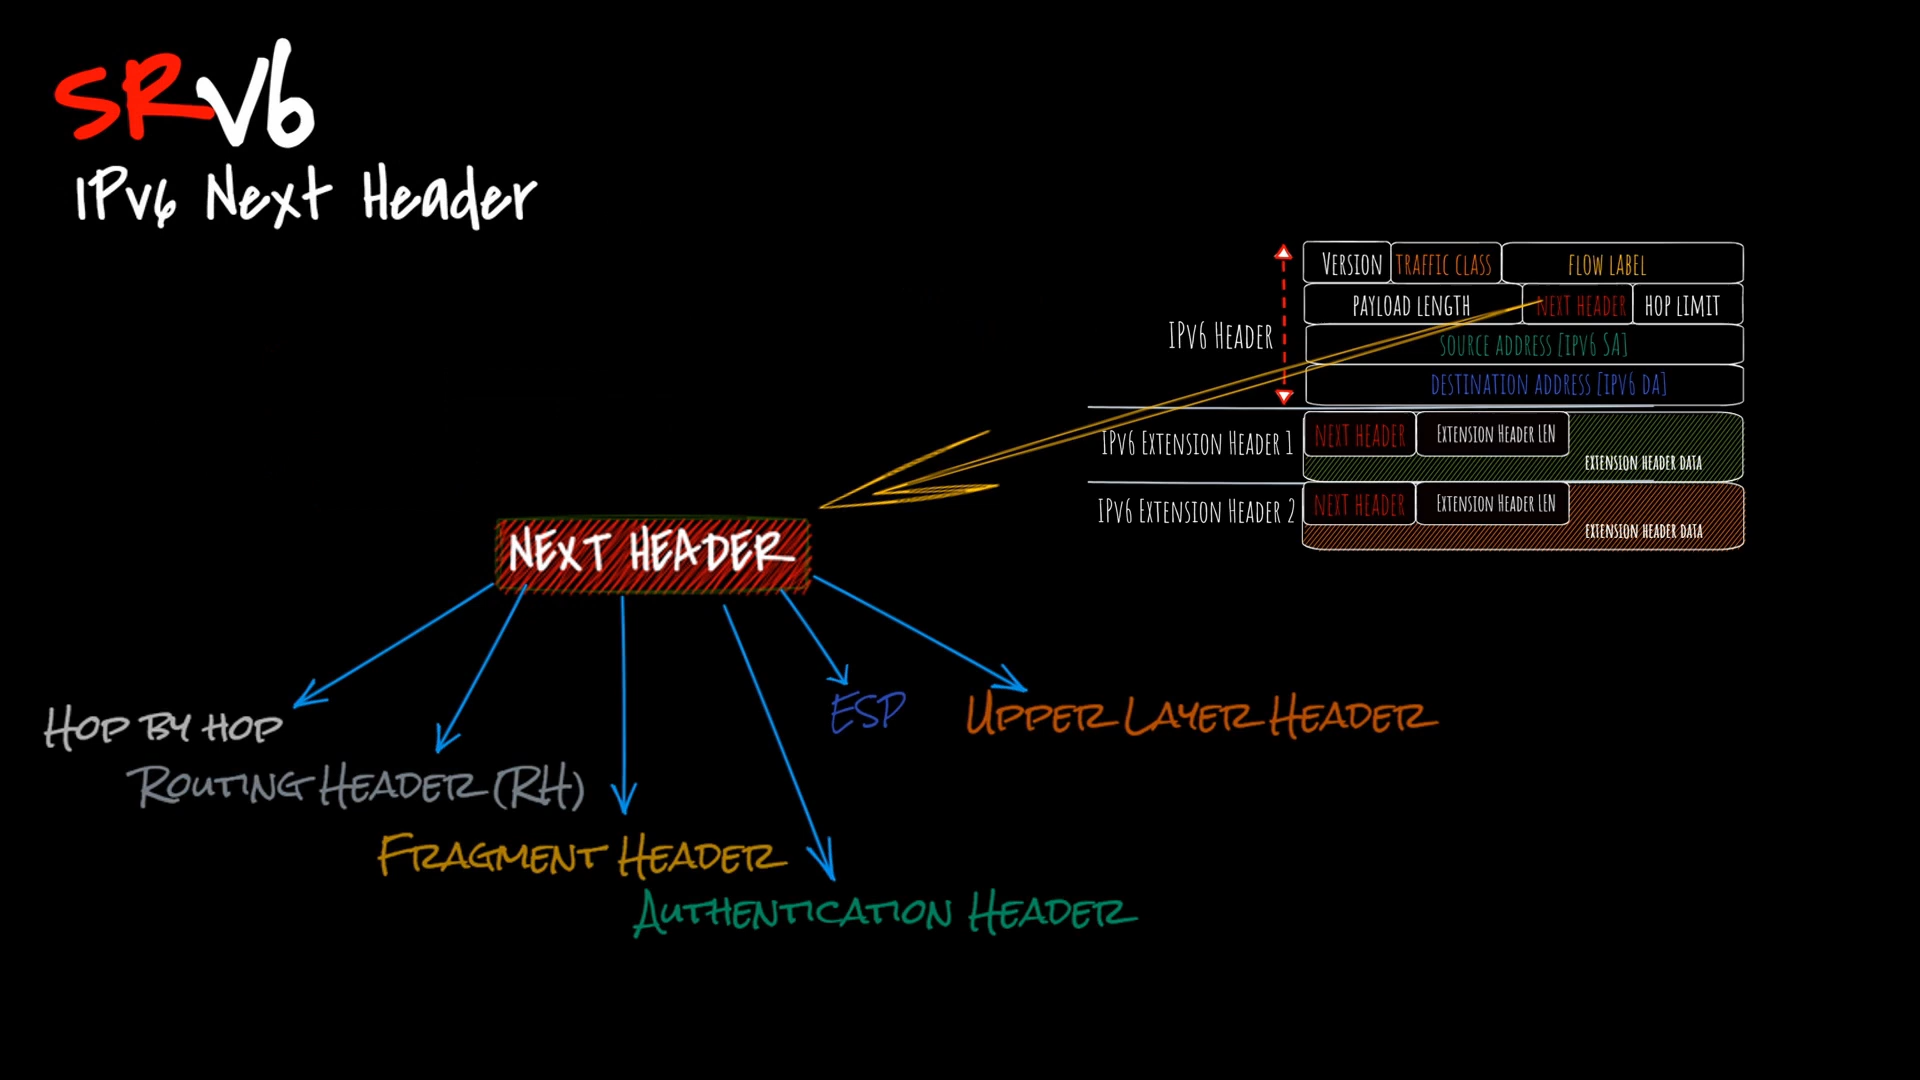 SRv6
IPv6 Next Header
Version TRAFFIC CLASS FLOW LABEL
PAYLOAD LENGTH NEXT HEADER HOP LIMIT
IPv6 Header
SOURCE ADDRESS [IPV6 SA]
DESTINATION ADDRESS [IPV6 DA]
IPv6 Extension Header 1
NEXT HEADER Extension Header LEN
EXTENSION HEADER DATA
IPv6 Extension Header 2
NEXT HEADER Extension Header LEN
EXTENSION HEADER DATA
NEXT HEADER
Hop by hop
Routing Header (RH)
Fragment Header
Authentication Header
ESP
Upper Layer Header